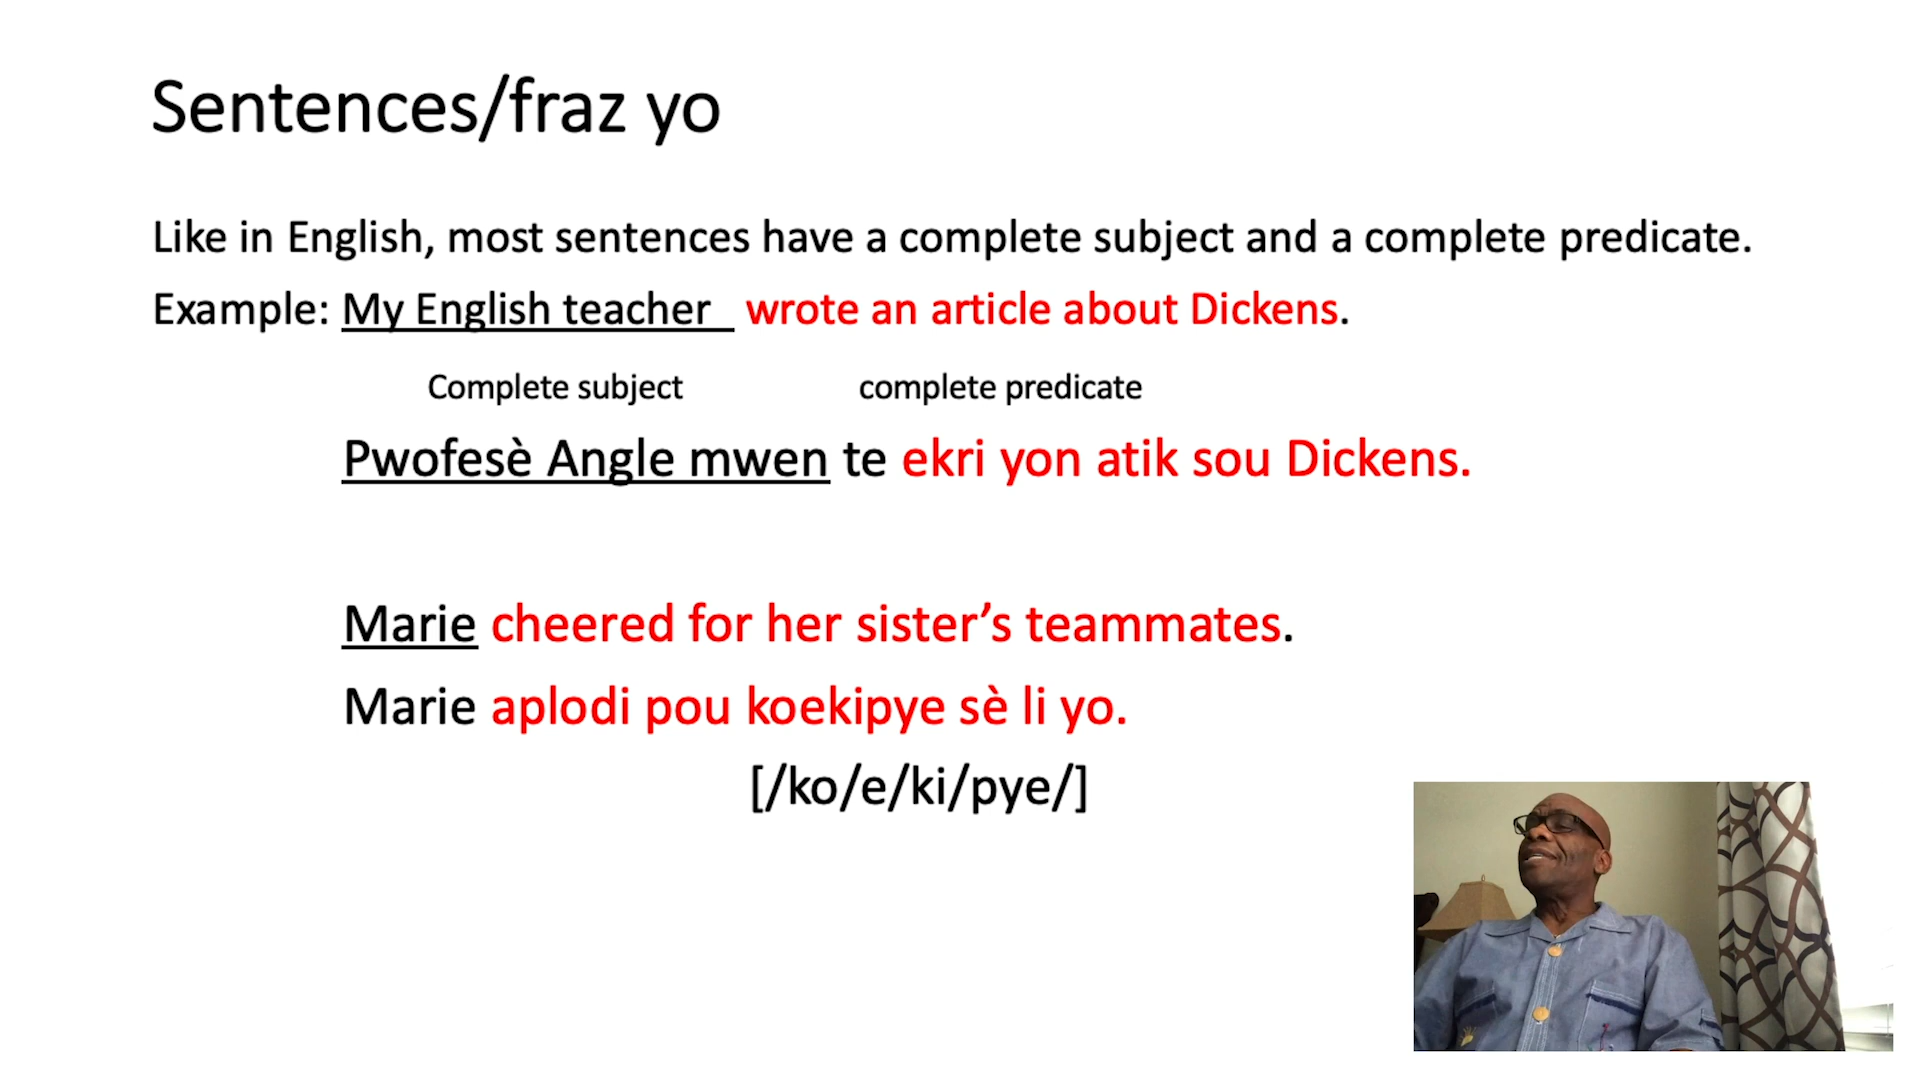 Sentences/fraz yo
Like in English, most sentences have a complete subject and a complete predicate.
Example: My English teacher wrote an article about Dickens.
Complete subject complete predicate
Pwofesè Angle mwen te ekri yon atik sou Dickens.
Marie cheered for her sister’s teammates.
Marie aplodi pou koekipye sè li yo.
[/ko/e/ki/pye/]